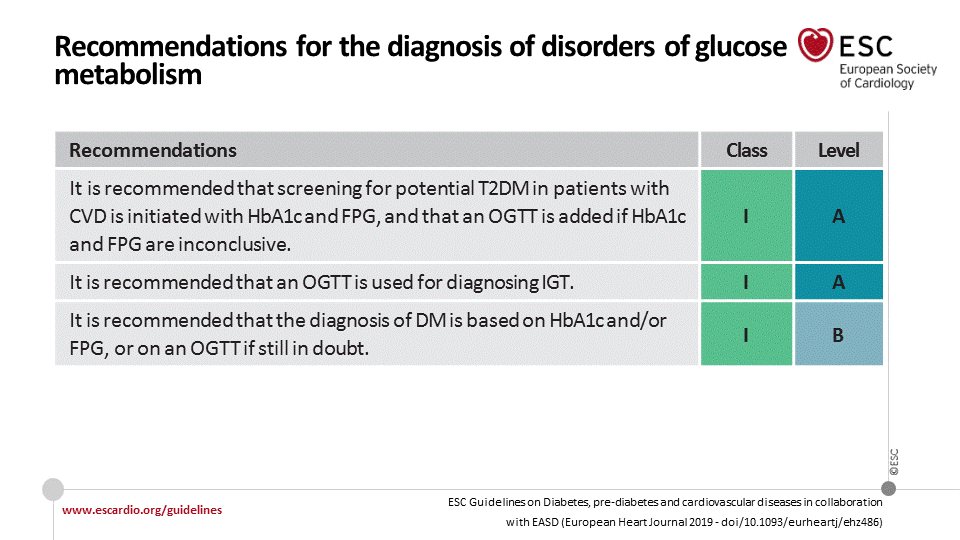 Recommendations for the diagnosis of disorders of glucose
metabolism
ESC
European Society
of Cardiology
Recommendations Class Level
It is recommended that screening for potential T2DM in patients with
CVD is initiated with HbA1c and FPG, and that an OGTT is added if HbA1c
and FPG are inconclusive.
I A
It is recommended that an OGTT is used for diagnosing IGT. I A
It is recommended that the diagnosis of DM is based on HbA1c and/or
FPG, or on an OGTT if still in doubt.
I B
©ESC
www.escardio.org/guidelines
ESC Guidelines on Diabetes, pre-diabetes and cardiovascular diseases in collaboration
with EASD (European Heart Journal 2019 - doi/10.1093/eurheartj/ehz486)